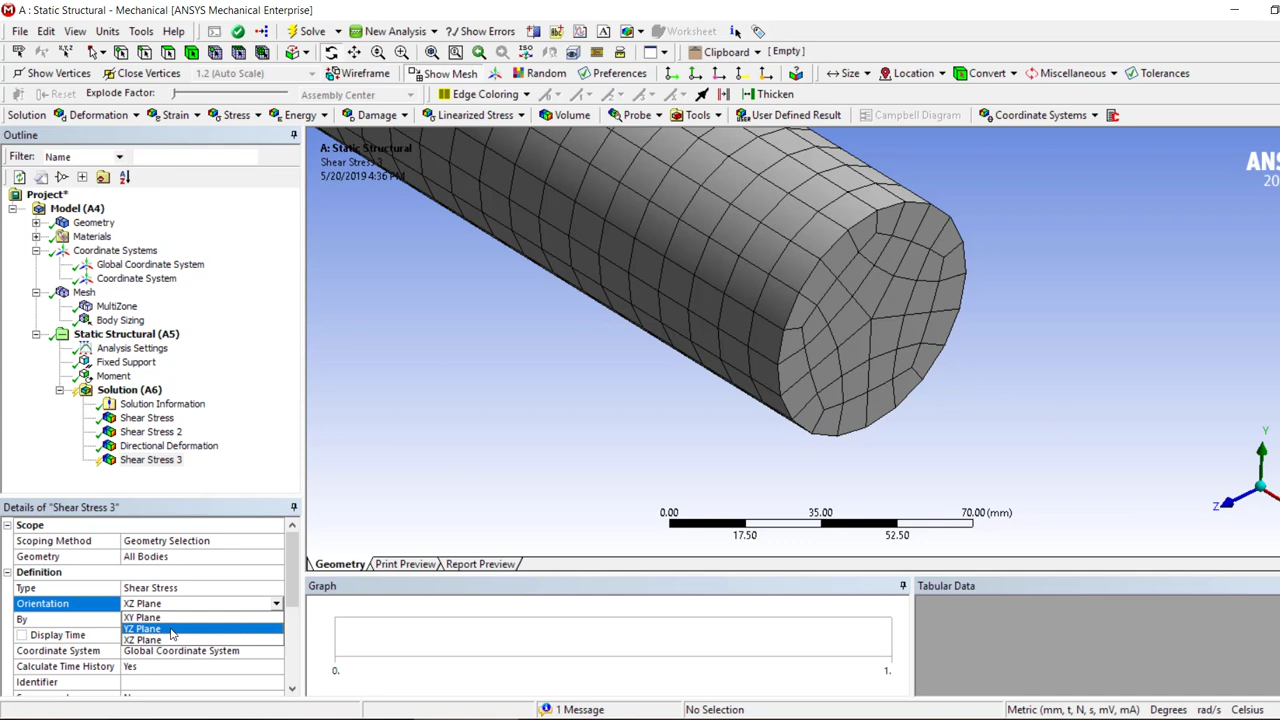 A : Static Structural - Mechanical [ANSYS Mechanical Enterprise]
File Edit View Units Tools Help Solve New Analysis ? Show Errors Worksheet
Clipboard [ Empty ]
Show Vertices Close Vertices 1.2 (Auto Scale) Wireframe Show Mesh Random Preferences Size Location Convert Miscellaneous Tolerances
Reset Explode Factor: Assembly Center Edge Coloring Thicken
Solution Deformation Strain Stress Energy Damage Linearized Stress Volume Probe Tools User Defined Result Campbell Diagram Coordinate Systems
Outline
Filter: Name
Project*
Model (A4)
Geometry
Materials
Coordinate Systems
Global Coordinate System
Coordinate System
Mesh
MultiZone
Body Sizing
Static Structural (A5)
Analysis Settings
Fixed Support
Moment
Solution (A6)
Solution Information
Shear Stress
Shear Stress 2
Directional Deformation
Shear Stress 3
Details of "Shear Stress 3"
Scope
Scoping Method Geometry Selection
Geometry All Bodies
Definition
Type Shear Stress
Orientation XZ Plane
XY Plane
YZ Plane
XZ Plane
By
Display Time
Coordinate System Global Coordinate System
Calculate Time History Yes
Identifier
A: Static Structural
Shear Stress 3
5/20/2019 4:36 PM
ANS
20
Y
Z
0.00 35.00 70.00 (mm)
17.50 52.50
Geometry Print Preview Report Preview
Graph
0. 1.
Tabular Data
1 Message No Selection Metric (mm, t, N, s, mV, mA) Degrees rad/s Celsius